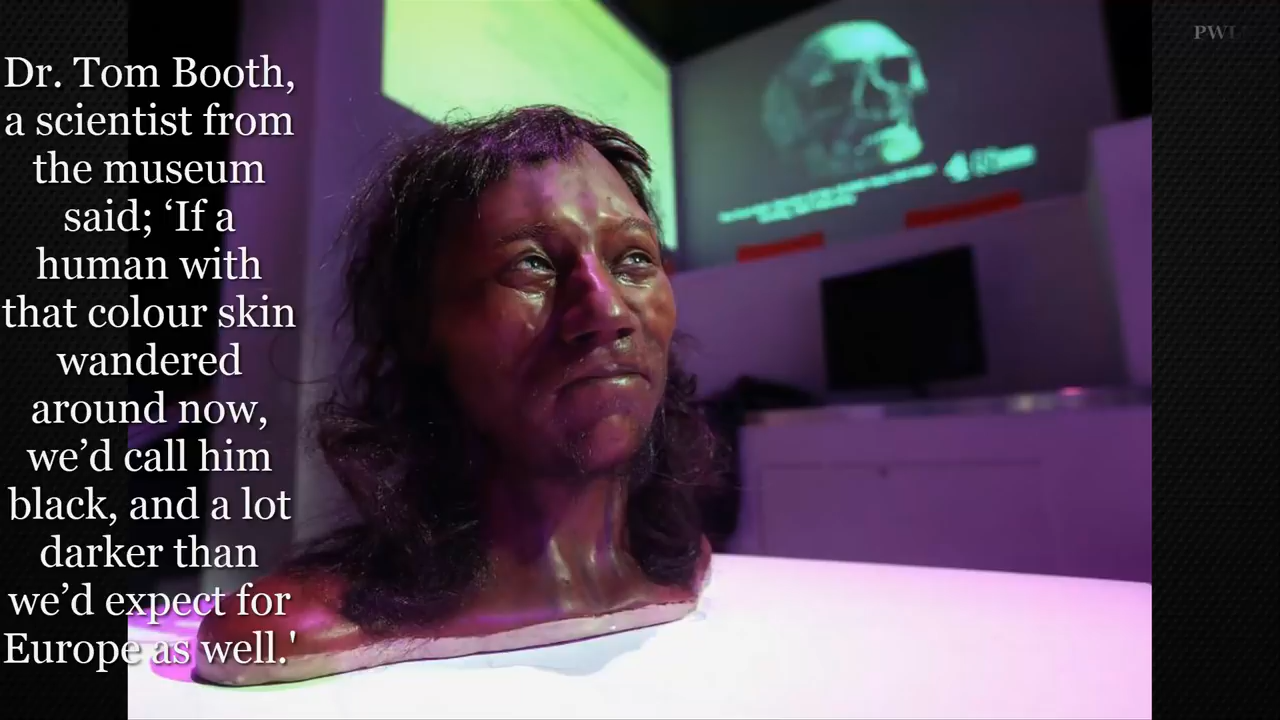 Dr. Tom Booth,
a scientist from
the museum
said; ‘If a
human with
that colour skin
wandered
around now,
we’d call him
black, and a lot
darker than
we’d expect for
Europe as well.'
PWI